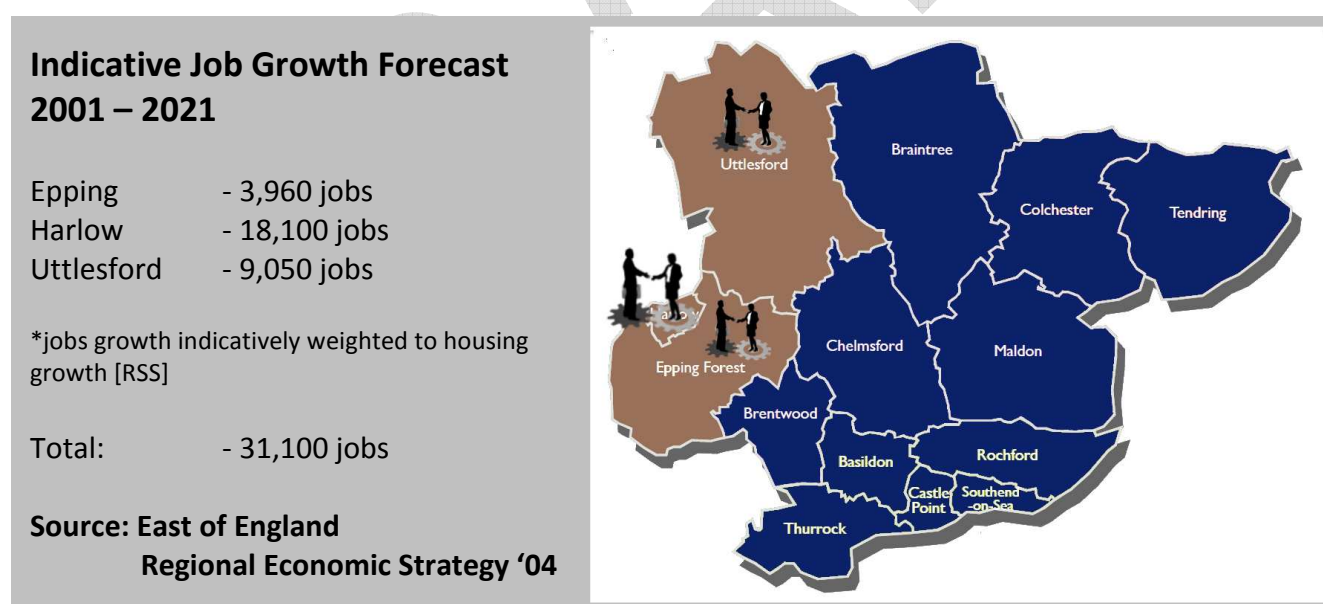 Indicative Job Growth Forecast
2001 – 2021
Epping - 3,960 jobs
Harlow - 18,100 jobs
Uttlesford - 9,050 jobs
*jobs growth indicatively weighted to housing
growth [RSS]
Total: - 31,100 jobs
Source: East of England
Regional Economic Strategy ‘04
Uttlesford
Braintree
Colchester
Tendring
Chelmsford
Maldon
Epping Forest
Brentwood
Basildon
Rochford
Castle
Point
Southend
-on-Sea
Thurrock